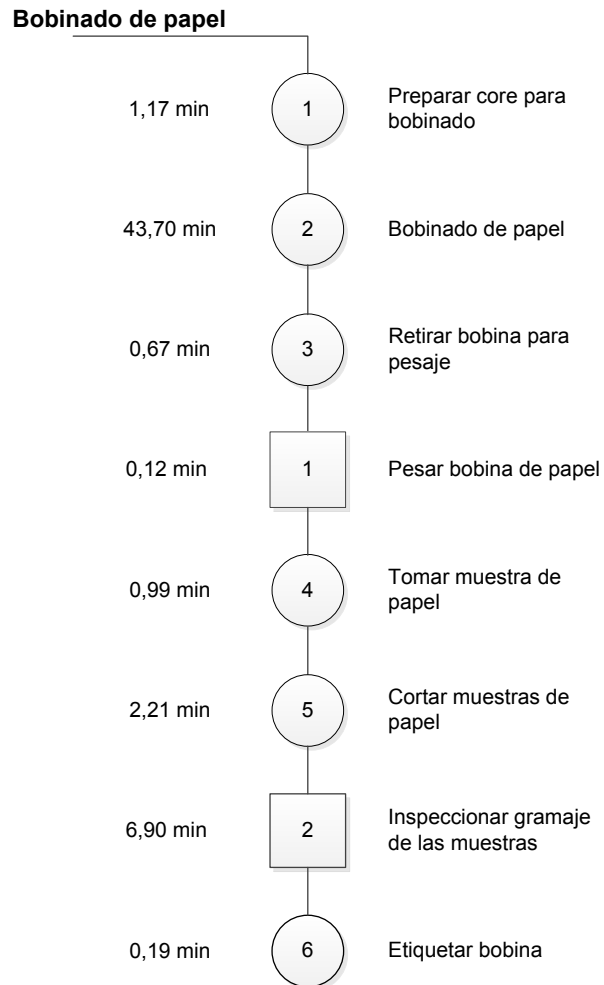 Bobinado de papel
1,17 min
1
Preparar core para
bobinado
43,70 min
2
Bobinado de papel
0,67 min
3
Retirar bobina para
pesaje
0,12 min
1
Pesar bobina de papel
0,99 min
4
Tomar muestra de
papel
2,21 min
5
Cortar muestras de
papel
6,90 min
2
Inspeccionar gramaje
de las muestras
0,19 min
6
Etiquetar bobina